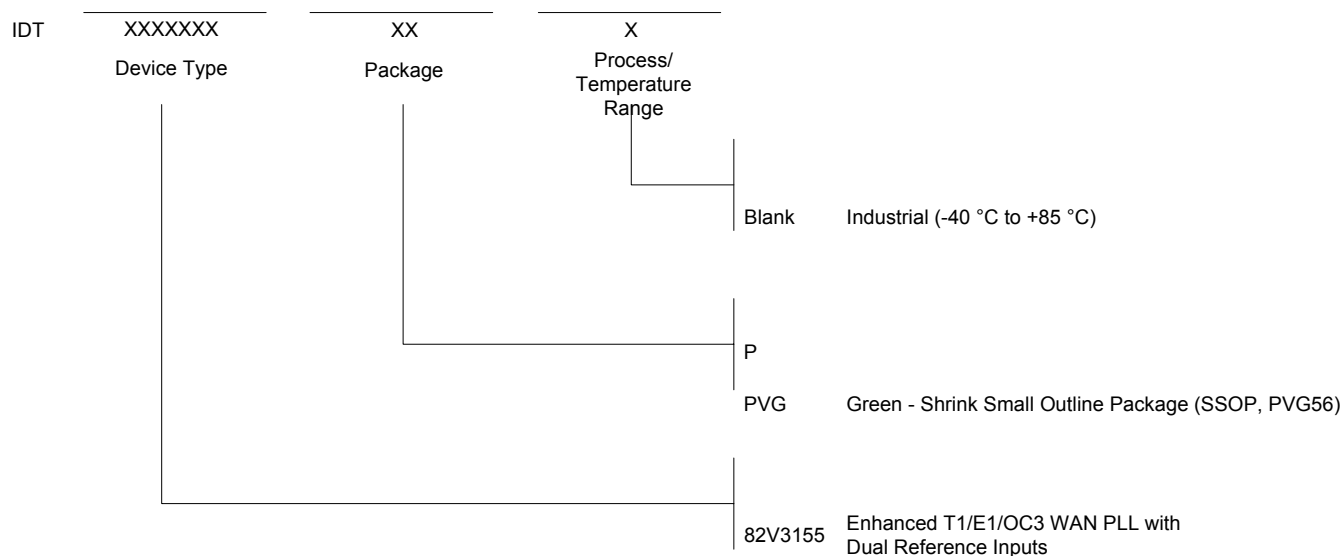 IDT XXXXXXX XX X
Device Type Package Process/
Temperature
Range
Blank Industrial (-40 °C to +85 °C)
P
PVG Green - Shrink Small Outline Package (SSOP, PVG56)
82V3155 Enhanced T1/E1/OC3 WAN PLL with
Dual Reference Inputs